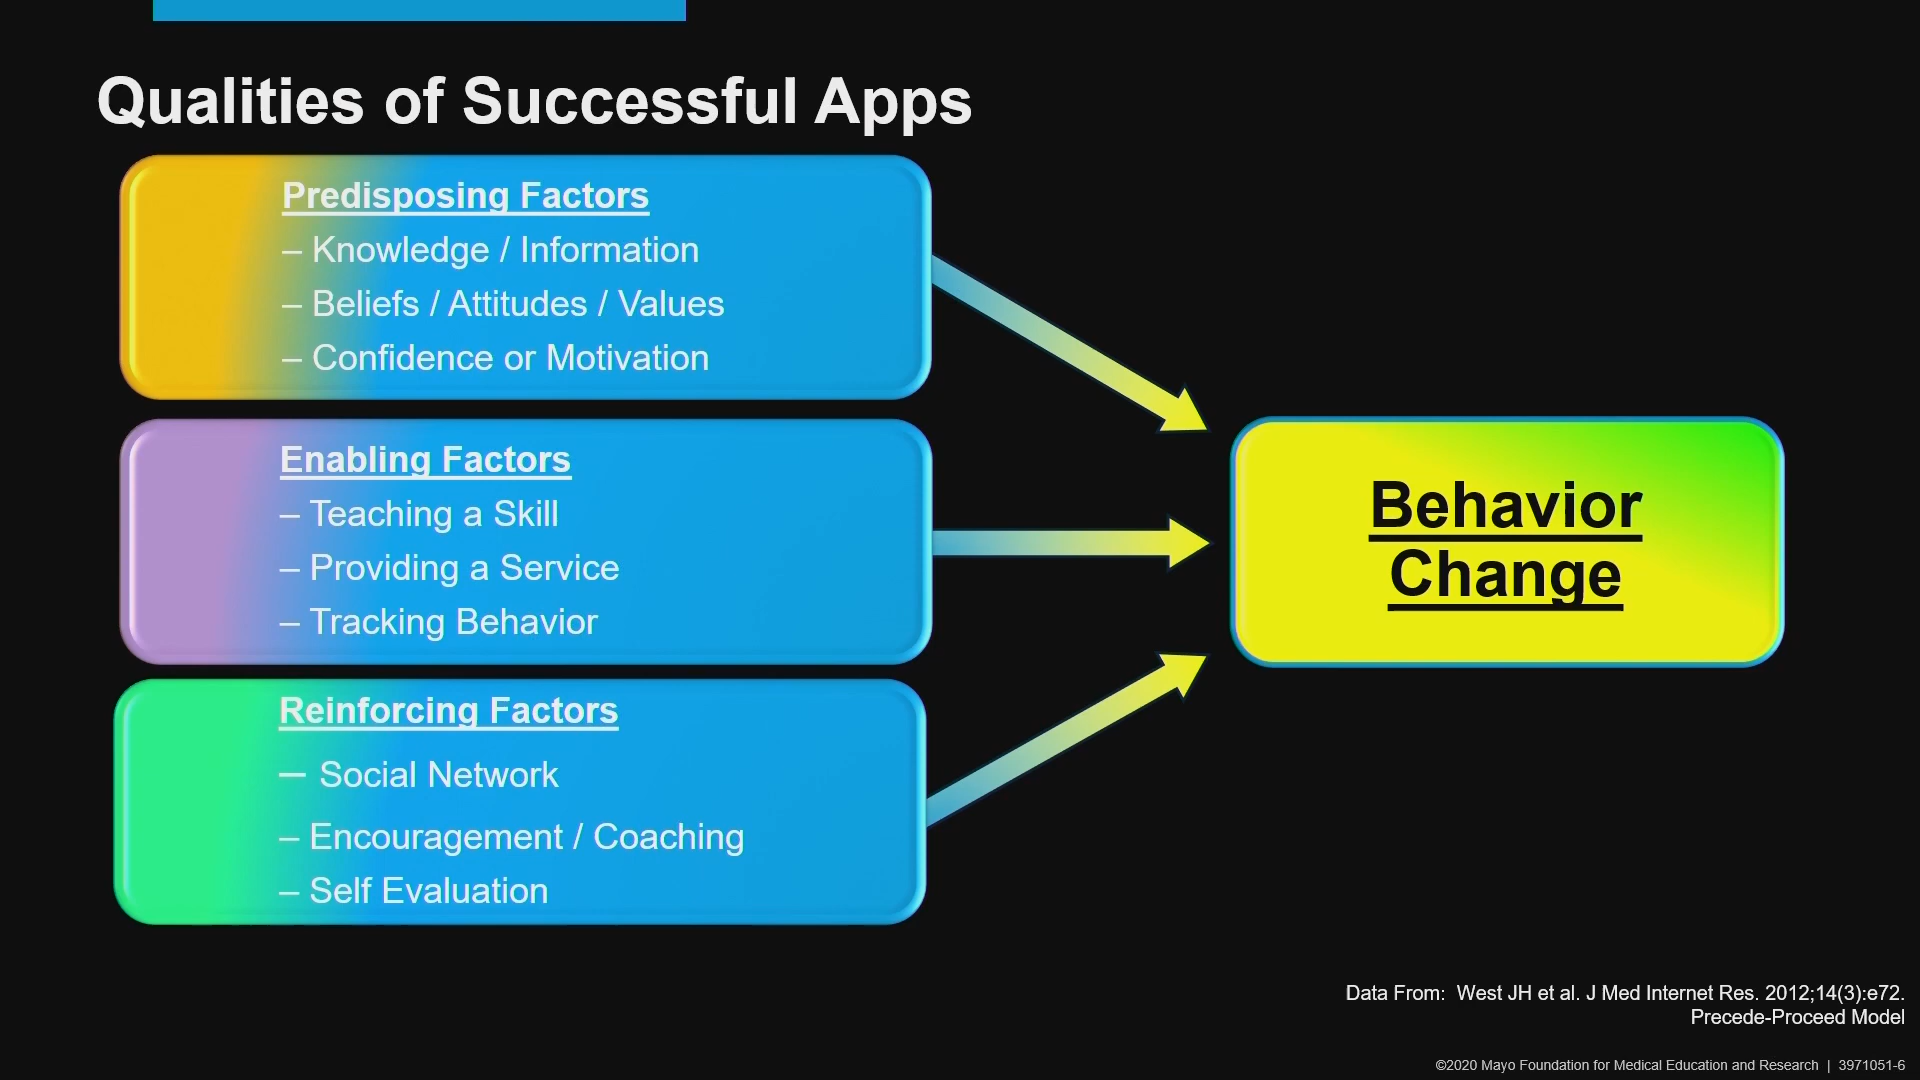 Qualities of Successful Apps
Predisposing Factors
– Knowledge / Information
– Beliefs / Attitudes / Values
– Confidence or Motivation
Enabling Factors
– Teaching a Skill
– Providing a Service
– Tracking Behavior
Reinforcing Factors
– Social Network
– Encouragement / Coaching
– Self Evaluation
Behavior
Change
Data From:  West JH et al. J Med Internet Res. 2012;14(3):e72.
Precede-Proceed Model
©2020 Mayo Foundation for Medical Education and Research | 3971051-6